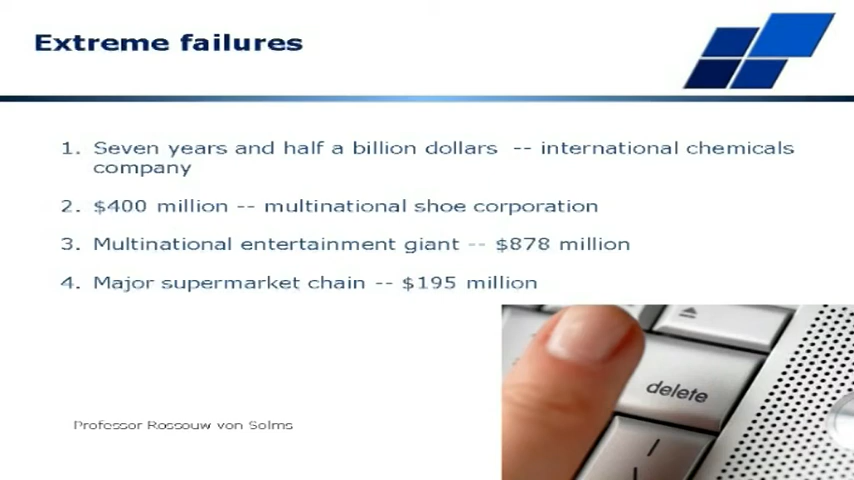 Extreme failures
1. Seven years and half a billion dollars -- international chemicals
company
2. $400 million -- multinational shoe corporation
3. Multinational entertainment giant -- $878 million
4. Major supermarket chain -- $195 million
delete
Professor Rossouw von Solms